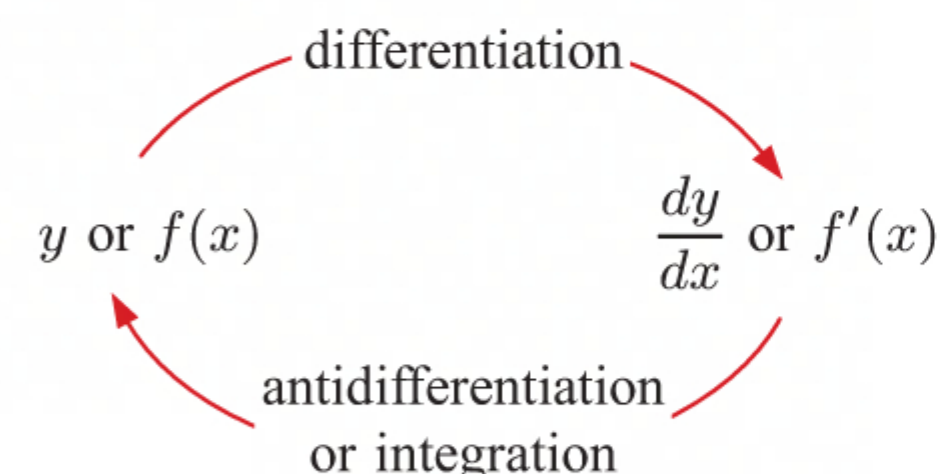 differentiation
y or f(x)
dy/dx or f′(x)
antidifferentiation
or integration